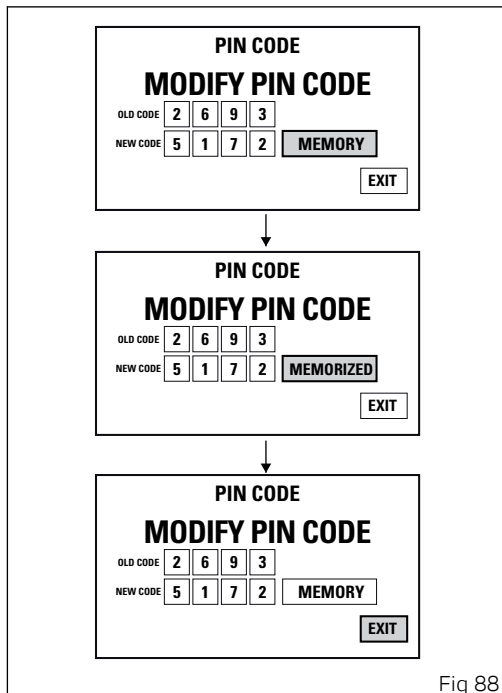 PIN CODE
MODIFY PIN CODE
OLD CODE 2 6 9 3
NEW CODE 5 1 7 2 MEMORY
EXIT
PIN CODE
MODIFY PIN CODE
OLD CODE 2 6 9 3
NEW CODE 5 1 7 2 MEMORIZED
EXIT
PIN CODE
MODIFY PIN CODE
OLD CODE 2 6 9 3
NEW CODE 5 1 7 2 MEMORY
EXIT
Fig 88